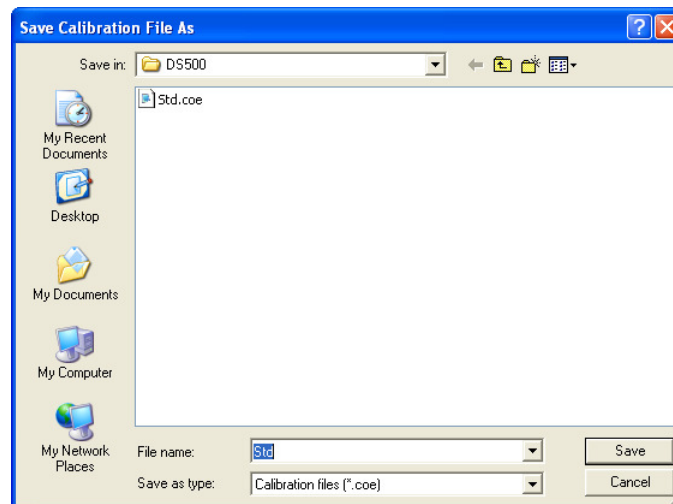 Save Calibration File As
Save in: DS500
Std.coe
My Recent
Documents
Desktop
My Documents
My Computer
My Network
Places
File name: Std
Save
Save as type: Calibration files (*.coe)
Cancel